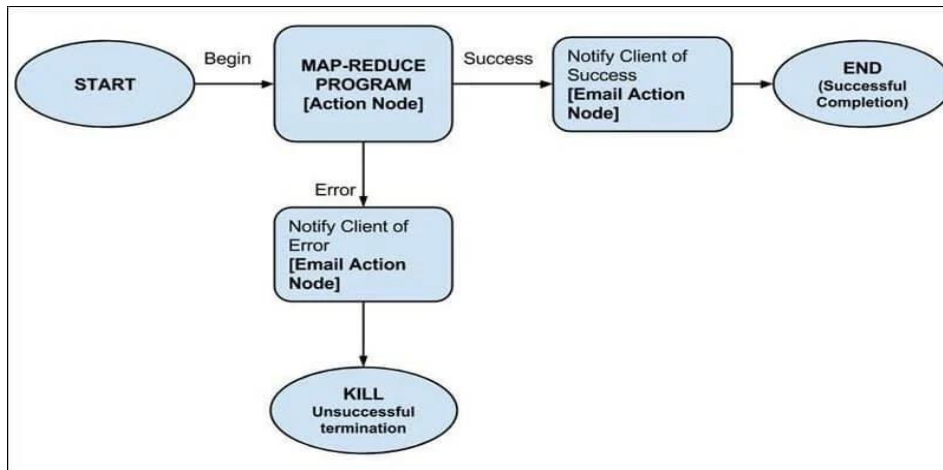 START
Begin
MAP-REDUCE
PROGRAM
[Action Node]
Success
Notify Client of
Success
[Email Action
Node]
END
(Successful
Completion)
Error
Notify Client of
Error
[Email Action
Node]
KILL
Unsuccessful
termination